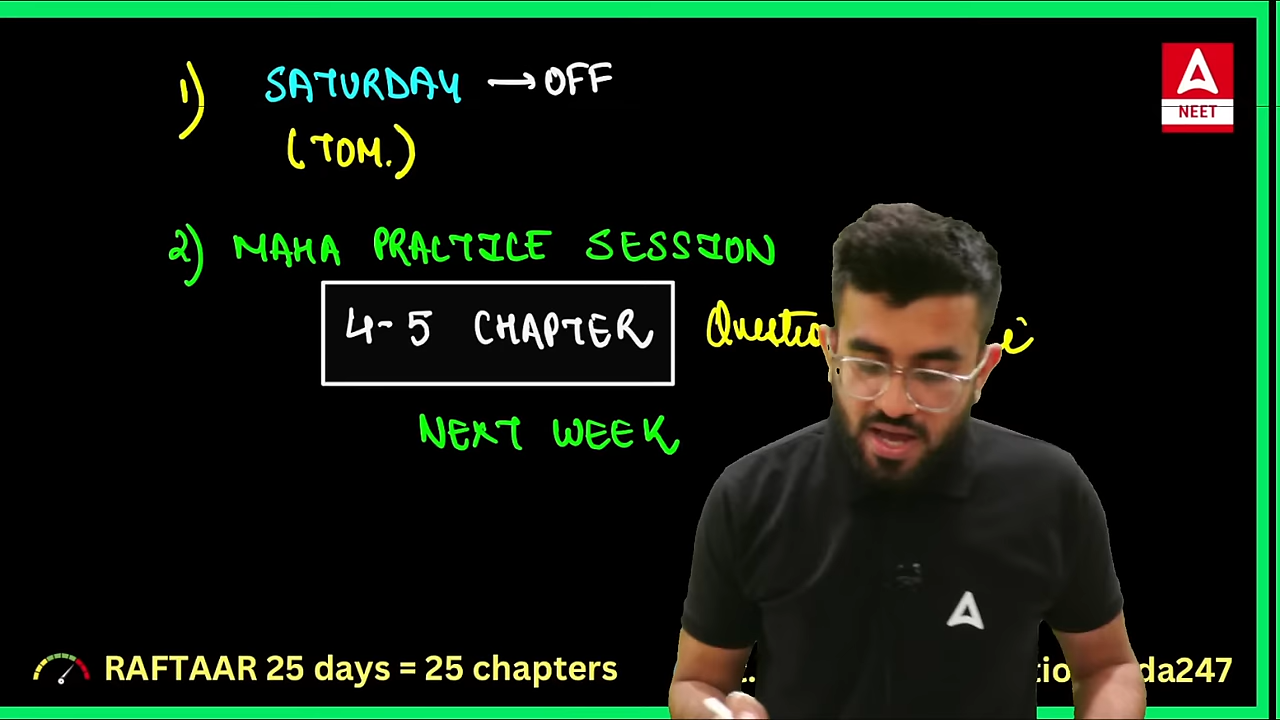 1) SATURDAY → OFF
(TOM.)
NEET
2) MAHA PRACTICE SESSION
4-5 CHAPTER
NEXT WEEK
RAFTAAR 25 days = 25 chapters